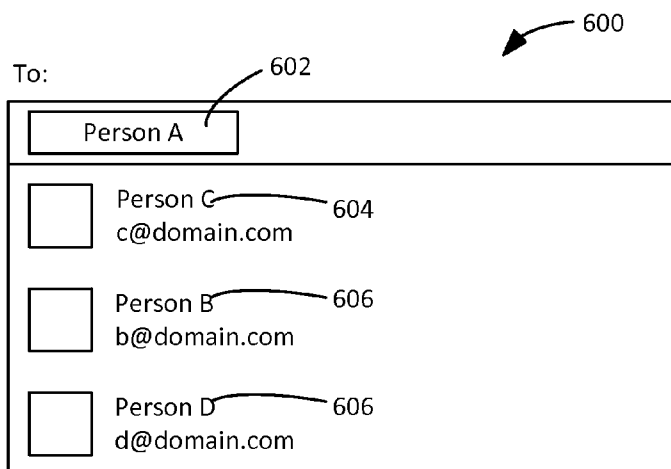 600
To:
602
Person A
Person C
604
c@domain.com
Person B
606
b@domain.com
Person D
606
d@domain.com